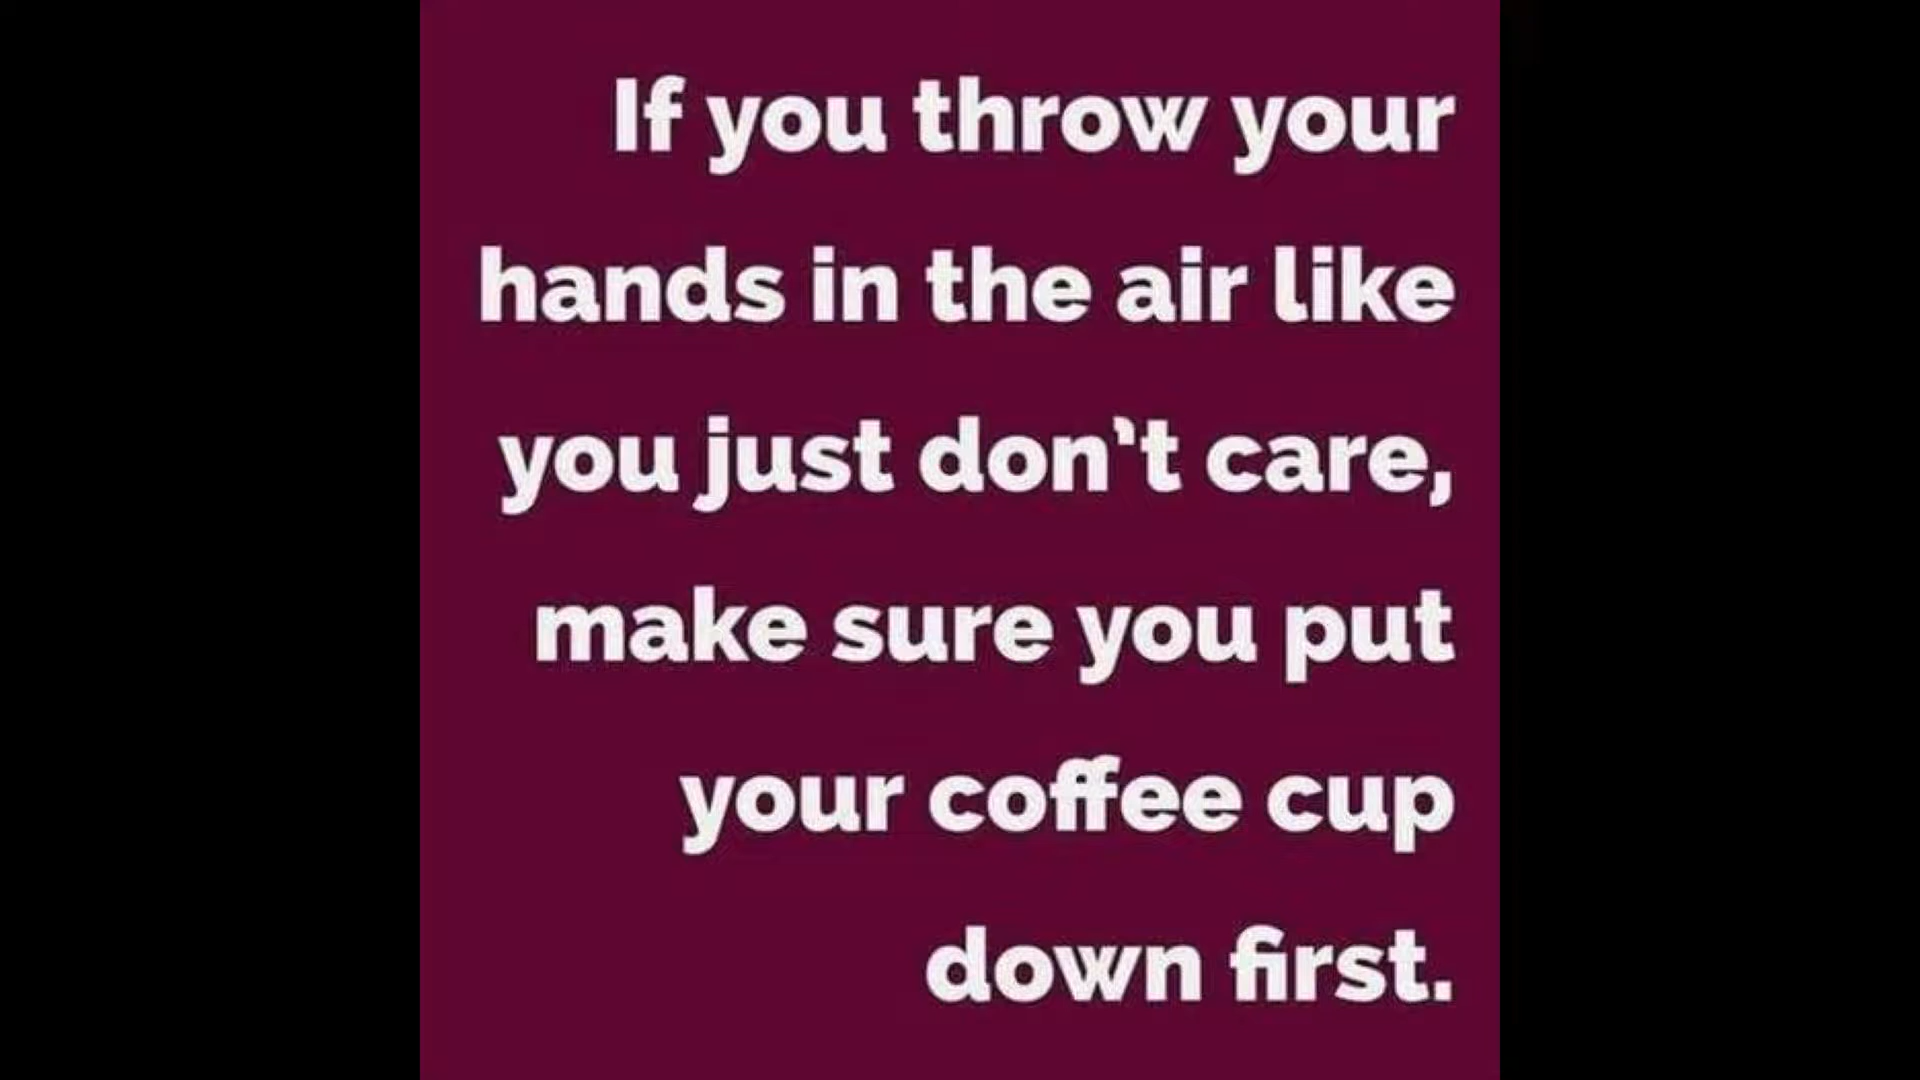 If you throw your
hands in the air like
you just don't care,
make sure you put
your coffee cup
down first.